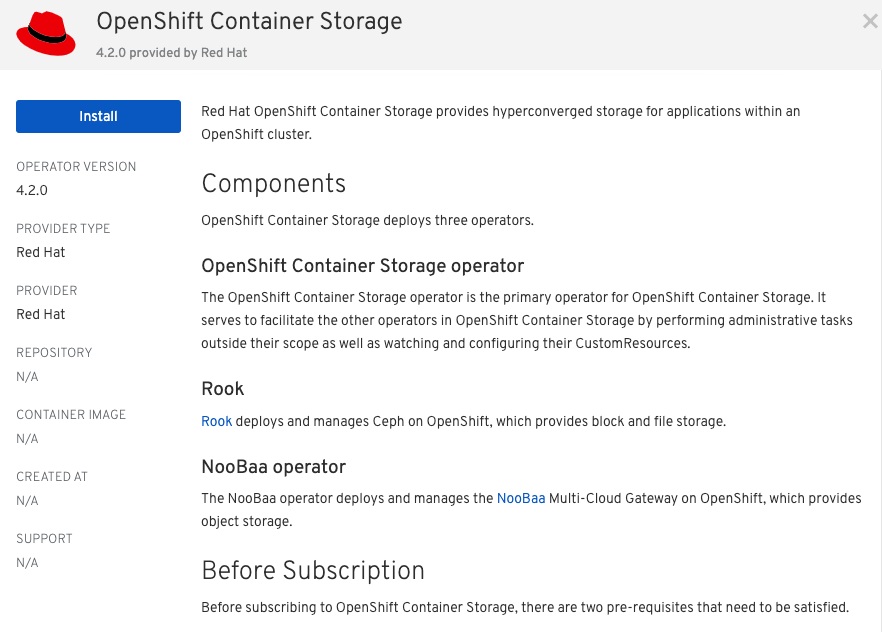 OpenShift Container Storage
4.2.0 provided by Red Hat
Install
OPERATOR VERSION
4.2.0
PROVIDER TYPE
Red Hat
PROVIDER
Red Hat
REPOSITORY
N/A
CONTAINER IMAGE
N/A
CREATED AT
N/A
SUPPORT
N/A
Red Hat OpenShift Container Storage provides hyperconverged storage for applications within an
OpenShift cluster.
Components
OpenShift Container Storage deploys three operators.
OpenShift Container Storage operator
The OpenShift Container Storage operator is the primary operator for OpenShift Container Storage. It
serves to facilitate the other operators in OpenShift Container Storage by performing administrative tasks
outside their scope as well as watching and configuring their CustomResources.
Rook
Rook deploys and manages Ceph on OpenShift, which provides block and file storage.
NooBaa operator
The NooBaa operator deploys and manages the NooBaa Multi-Cloud Gateway on OpenShift, which provides
object storage.
Before Subscription
Before subscribing to OpenShift Container Storage, there are two pre-requisites that need to be satisfied.